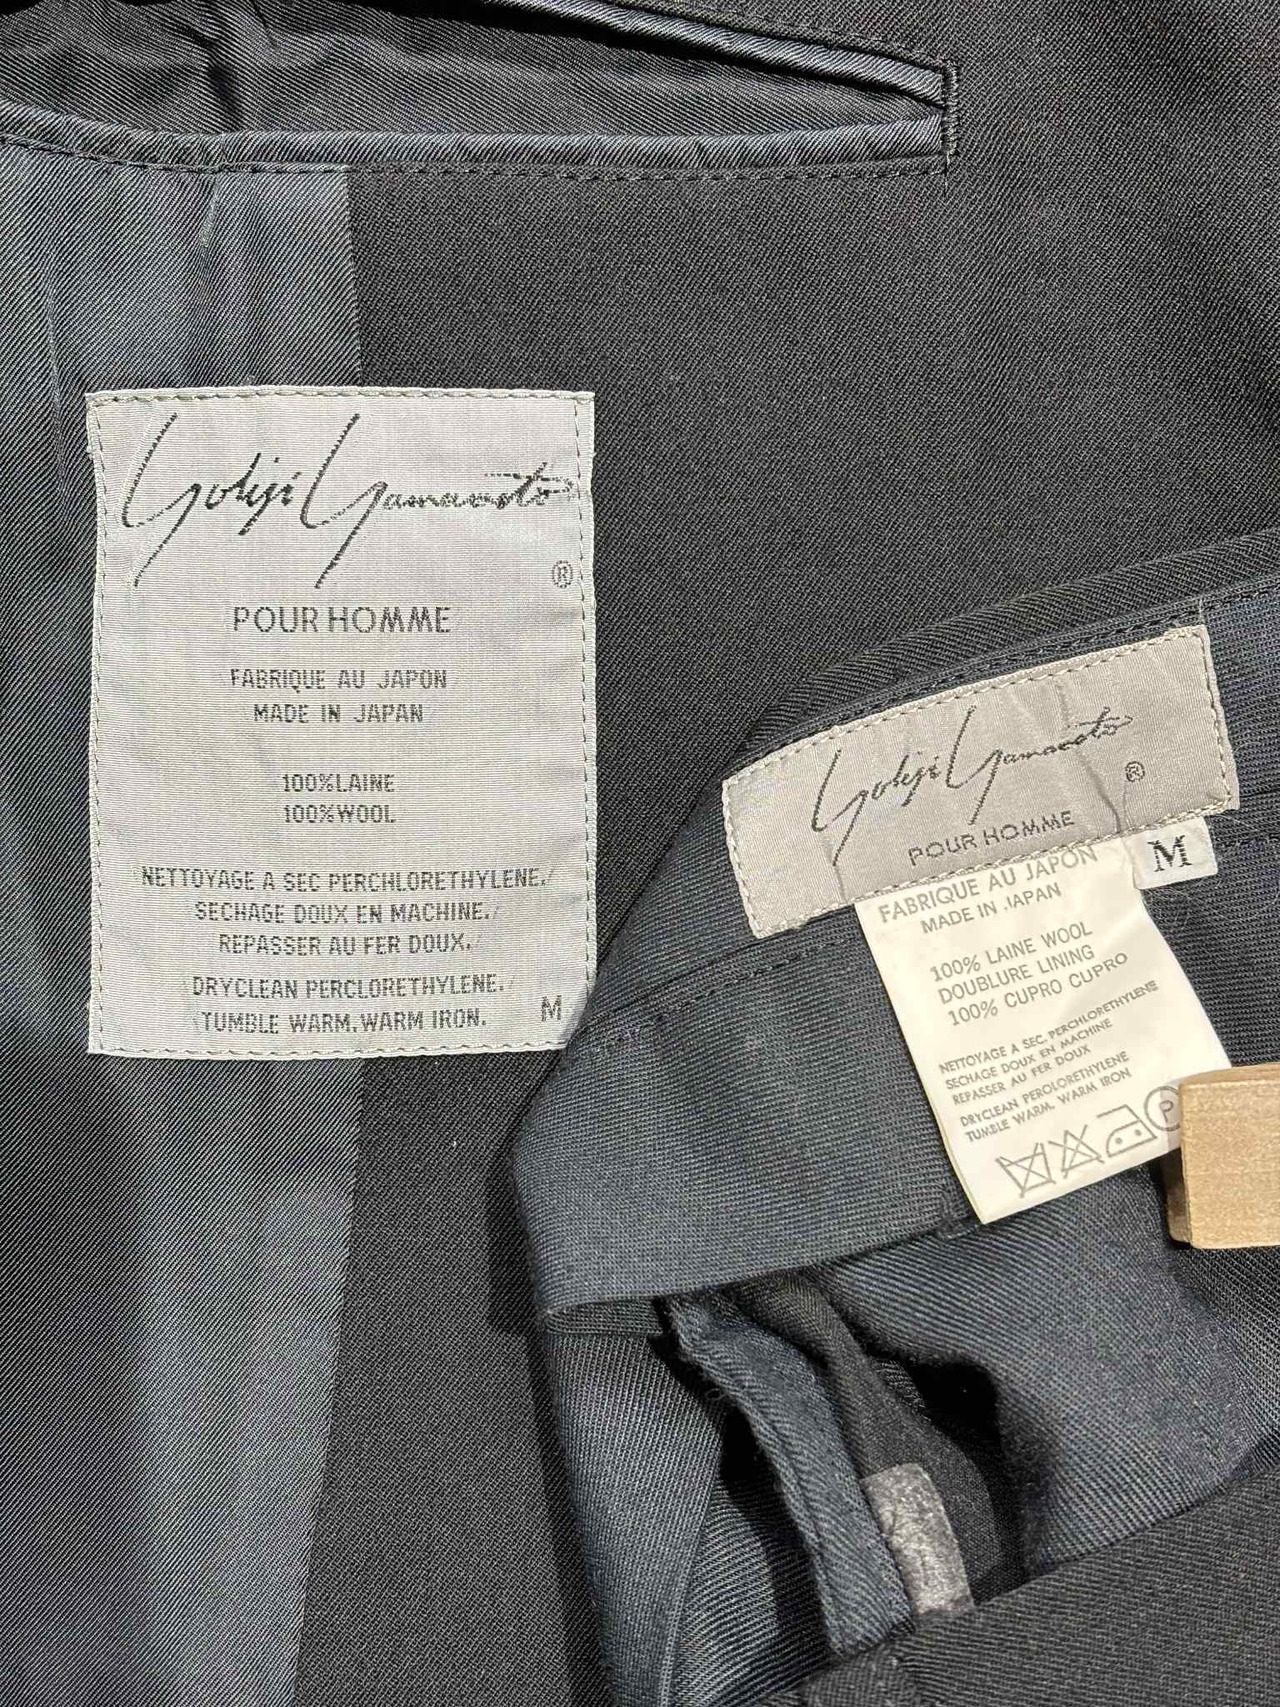 Yohji Yamamoto
®
POUR HOMME
FABRIQUE AU JAPON
MADE IN JAPAN
100%LAINE
100%WOOL
NETTOYAGE A SEC PERCHLORETHYLENE.
SECHAGE DOUX EN MACHINE.
REPASSER AU FER DOUX.
DRYCLEAN PERCLORETHYLENE.
TUMBLE WARM. WARM IRON.
M
Yohji Yamamoto
®
POUR HOMME
M
FABRIQUE AU JAPON
MADE IN JAPAN
100% LAINE WOOL
DOUBLURE LINING
100% CUPRO CUPRO
NETTOYAGE A SEC. PERCHLORETHYLENE
SECHAGE DOUX EN MACHINE
REPASSER AU FER DOUX
DRYCLEAN PERCLORETHYLENE
TUMBLE WARM. WARM IRON
P